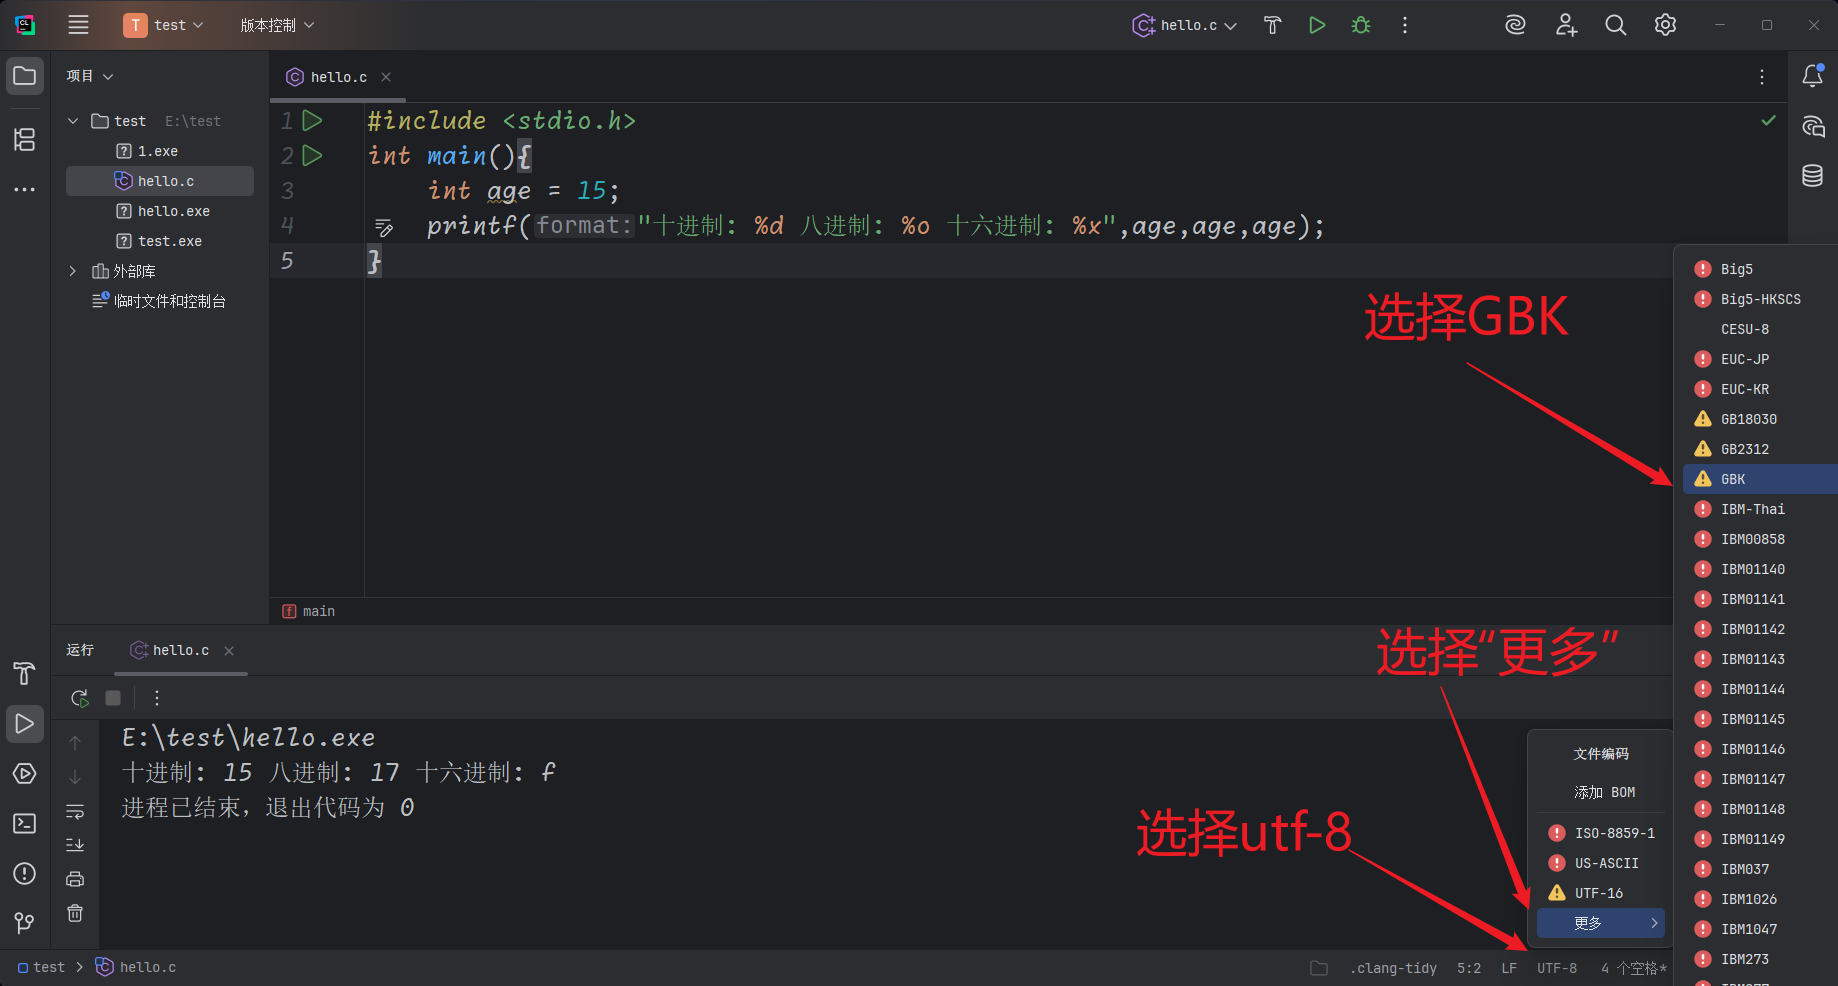 T test 版本控制 hello.c
项目
hello.c
test E:\test
1.exe
hello.c
hello.exe
test.exe
外部库
临时文件和控制台
1 #include <stdio.h>
2 int main(){
3 int age = 15;
4 printf( format: "十进制: %d 八进制: %o 十六进制: %x",age,age,age);
5 }
选择GBK
main
运行 hello.c
E:\test\hello.exe
十进制: 15 八进制: 17 十六进制: f
进程已结束，退出代码为 0
选择“更多”
选择utf-8
文件编码
添加 BOM
ISO-8859-1
US-ASCII
UTF-16
更多
Big5
Big5-HKSCS
CESU-8
EUC-JP
EUC-KR
GB18030
GB2312
GBK
IBM-Thai
IBM00858
IBM01140
IBM01141
IBM01142
IBM01143
IBM01144
IBM01145
IBM01146
IBM01147
IBM01148
IBM01149
IBM037
IBM1026
IBM1047
IBM273
test > hello.c
.clang-tidy 5:2 LF UTF-8 4 个空格*